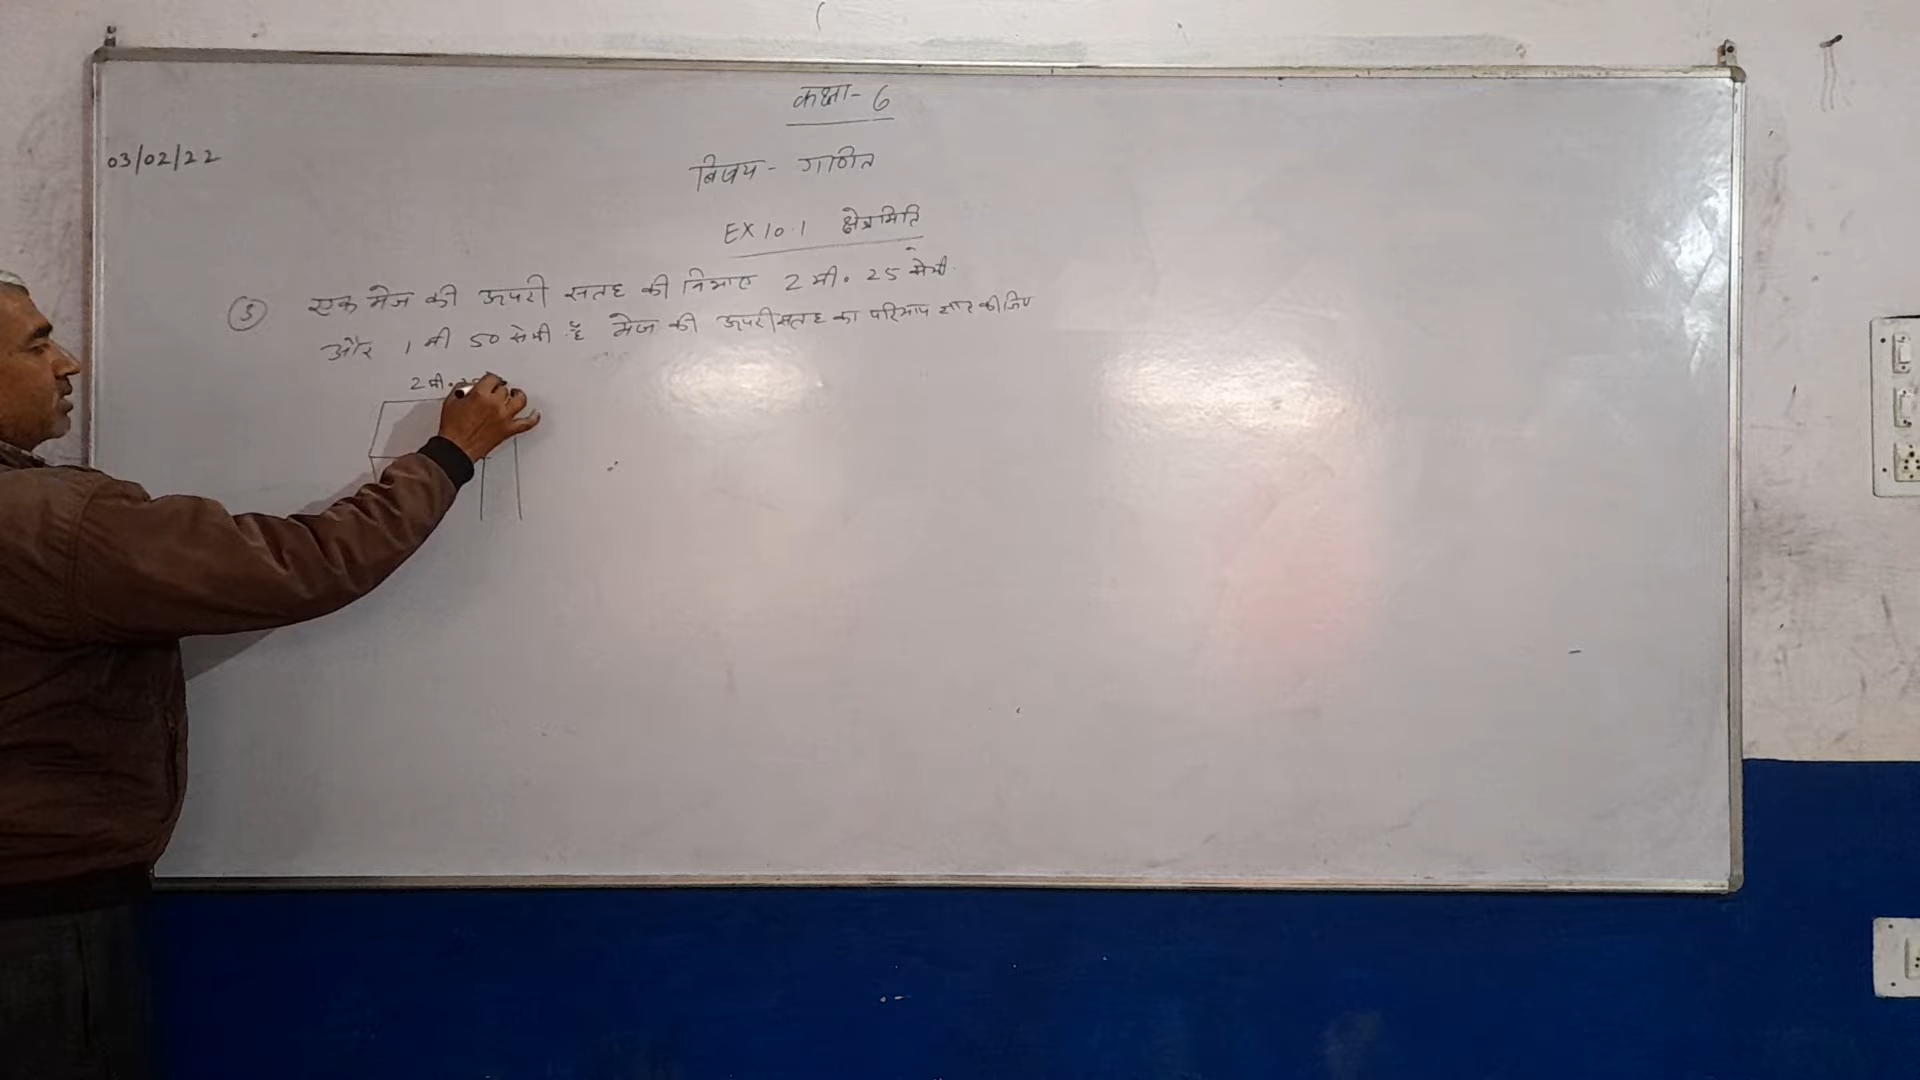 कक्षा- 6
03/02/22
विषय - गणित
EX 10.1 क्षेत्रमिति
3 एक मेज की ऊपरी सतह की विमाए 2 मी. 25 सेमी.
और 1 मी 50 सेमी है मेज की ऊपरी सतह का परिमाप ज्ञात कीजिए
2 मी.